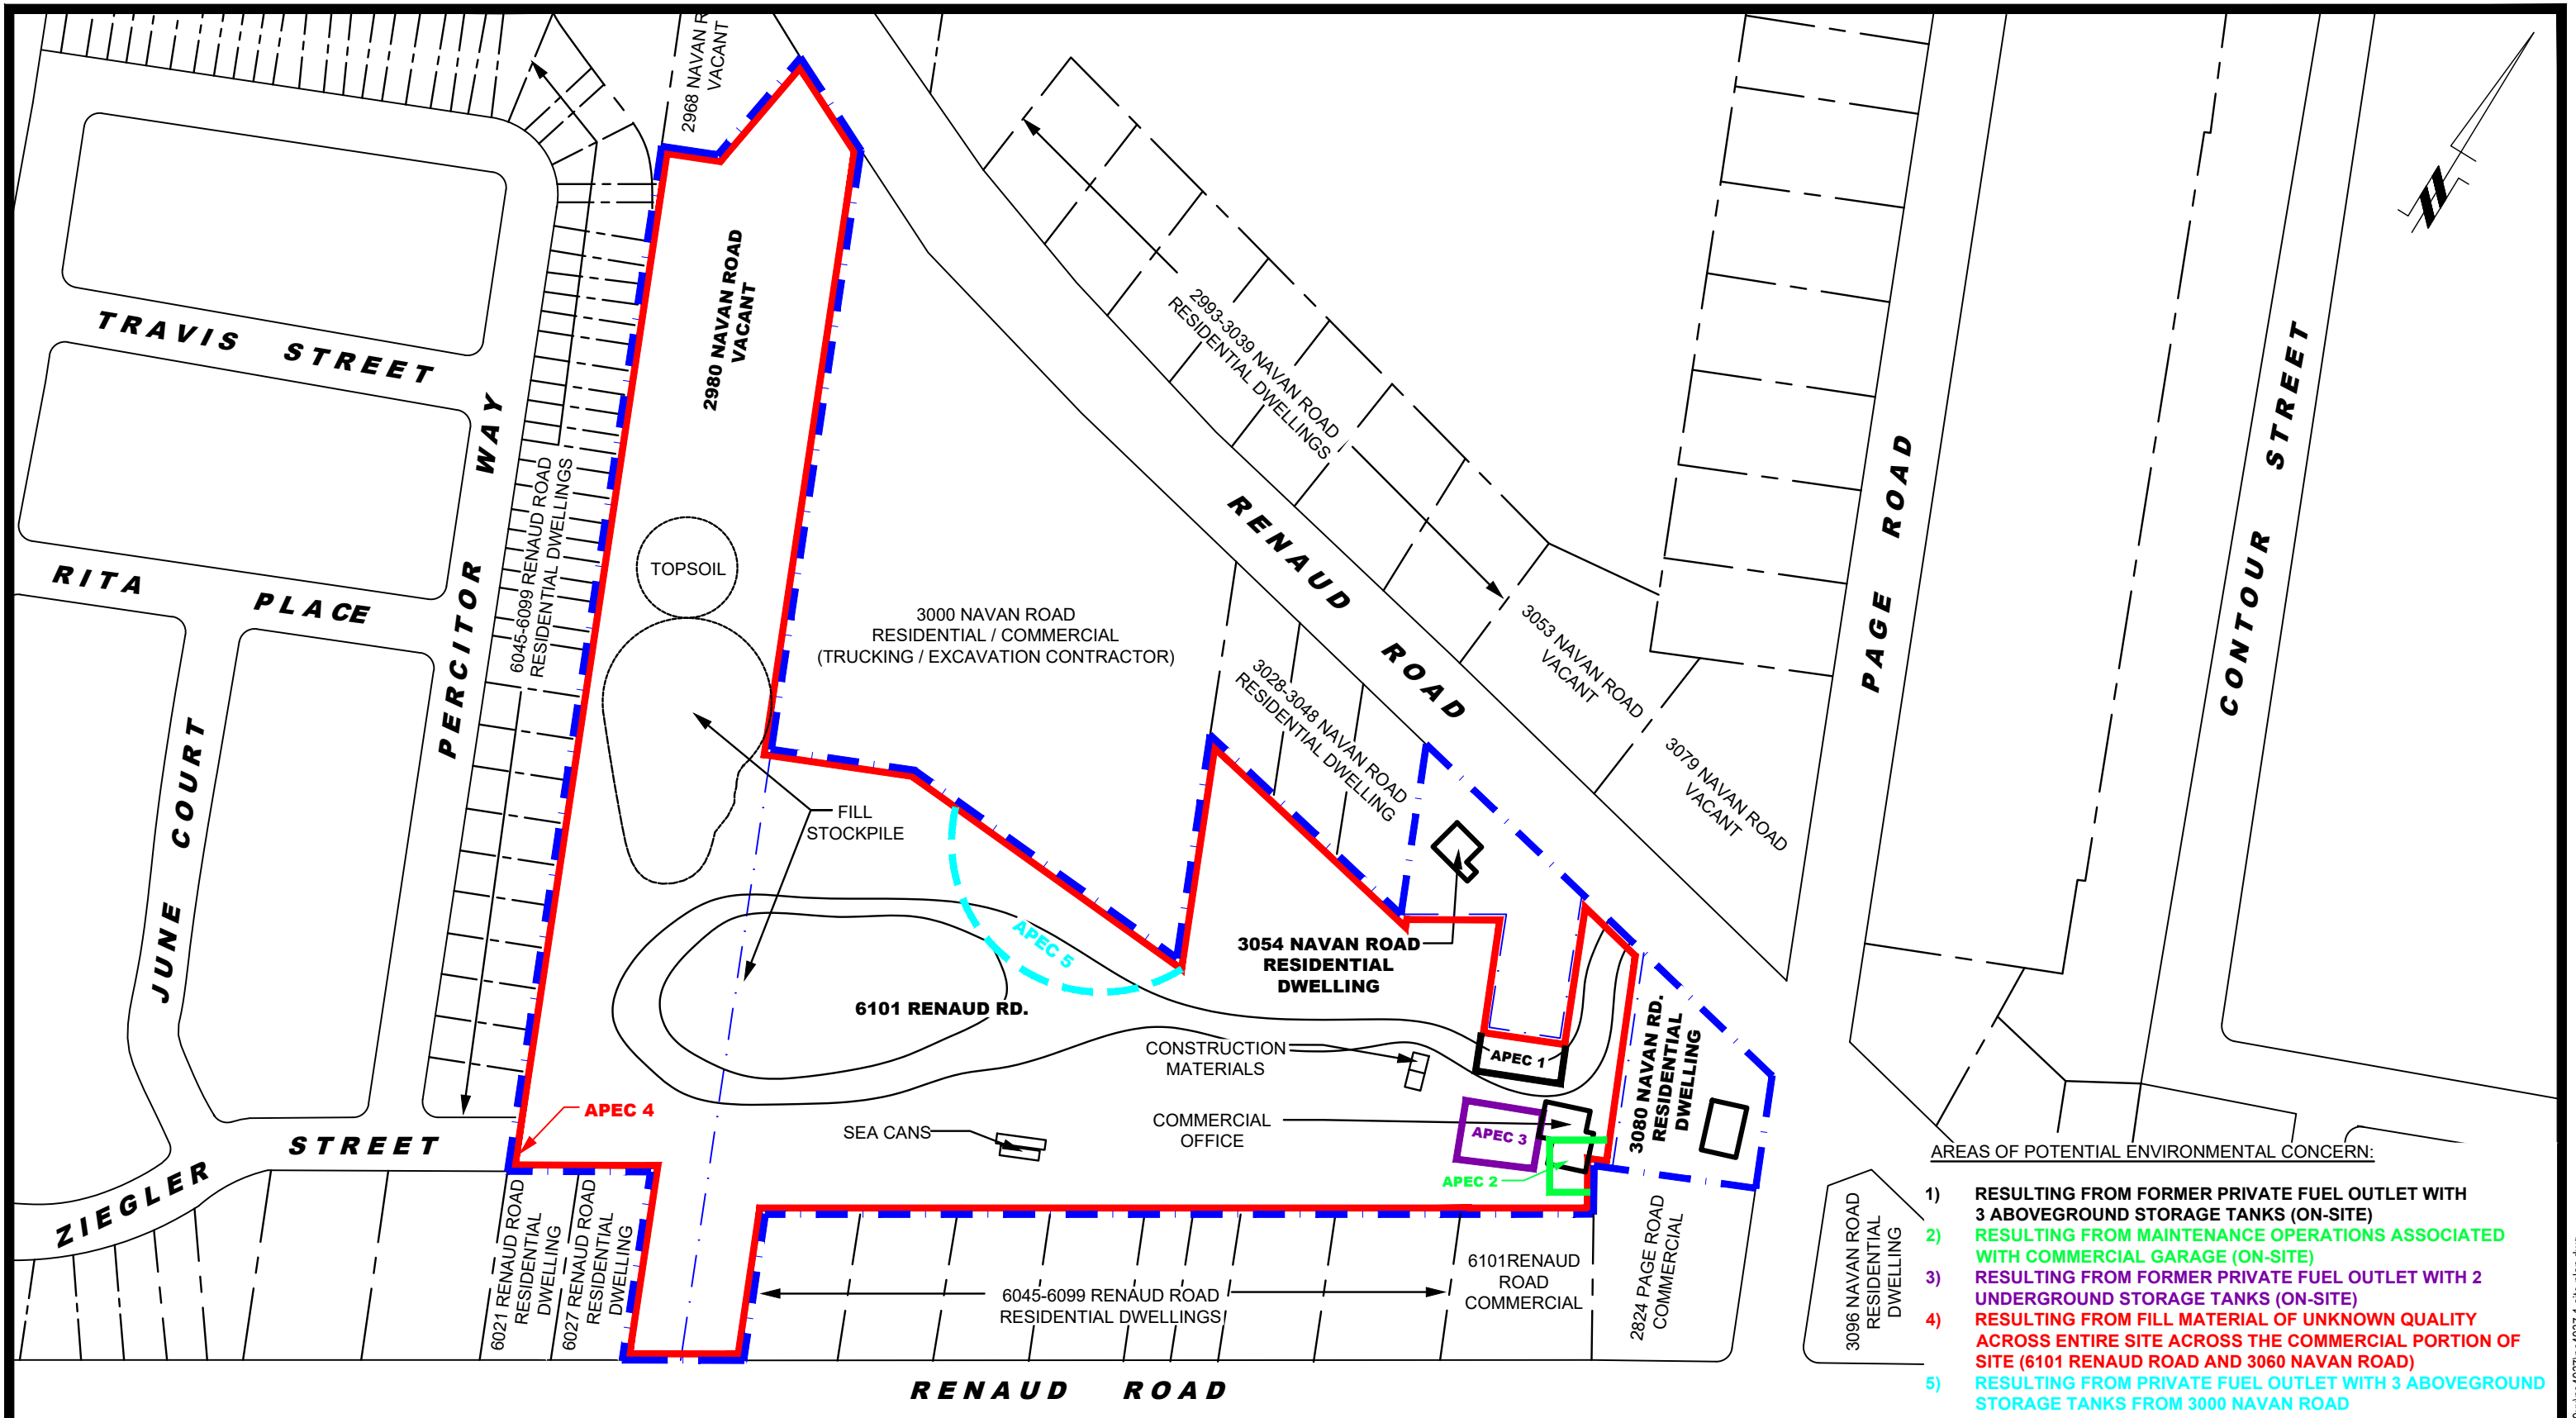 2968 NAVAN R
VACANT
2980 NAVAN ROAD
VACANT
TRAVIS STREET
PERCITOR WAY
6045-6099 RENAUD ROAD
RESIDENTIAL DWELLINGS
RITA PLACE
JUNE COURT
ZIEGLER STREET
TOPSOIL
3000 NAVAN ROAD
RESIDENTIAL / COMMERCIAL
(TRUCKING / EXCAVATION CONTRACTOR)
FILL
STOCKPILE
2993-3039 NAVAN ROAD
RESIDENTIAL DWELLINGS
RENAUD ROAD
3028-3048 NAVAN ROAD
RESIDENTIAL DWELLING
3053 NAVAN ROAD
VACANT
3079 NAVAN ROAD
VACANT
PAGE ROAD
CONTOUR STREET
APEC 5
3054 NAVAN ROAD
RESIDENTIAL
DWELLING
6101 RENAUD RD.
CONSTRUCTION
MATERIALS
APEC 1
3080 NAVAN RD.
RESIDENTIAL
DWELLING
APEC 4
SEA CANS
COMMERCIAL
OFFICE
APEC 3
APEC 2
6021 RENAUD ROAD
RESIDENTIAL
DWELLING
6027 RENAUD ROAD
RESIDENTIAL
DWELLING
6045-6099 RENAUD ROAD
RESIDENTIAL DWELLINGS
6101RENAUD
ROAD
COMMERCIAL
2824 PAGE ROAD
COMMERCIAL
3096 NAVAN ROAD
RESIDENTIAL
DWELLING
RENAUD ROAD
AREAS OF POTENTIAL ENVIRONMENTAL CONCERN:
1) RESULTING FROM FORMER PRIVATE FUEL OUTLET WITH
3 ABOVEGROUND STORAGE TANKS (ON-SITE)
2) RESULTING FROM MAINTENANCE OPERATIONS ASSOCIATED
WITH COMMERCIAL GARAGE (ON-SITE)
3) RESULTING FROM FORMER PRIVATE FUEL OUTLET WITH 2
UNDERGROUND STORAGE TANKS (ON-SITE)
4) RESULTING FROM FILL MATERIAL OF UNKNOWN QUALITY
ACROSS ENTIRE SITE ACROSS THE COMMERCIAL PORTION OF
SITE (6101 RENAUD ROAD AND 3060 NAVAN ROAD)
5) RESULTING FROM PRIVATE FUEL OUTLET WITH 3 ABOVEGROUND
STORAGE TANKS FROM 3000 NAVAN ROAD